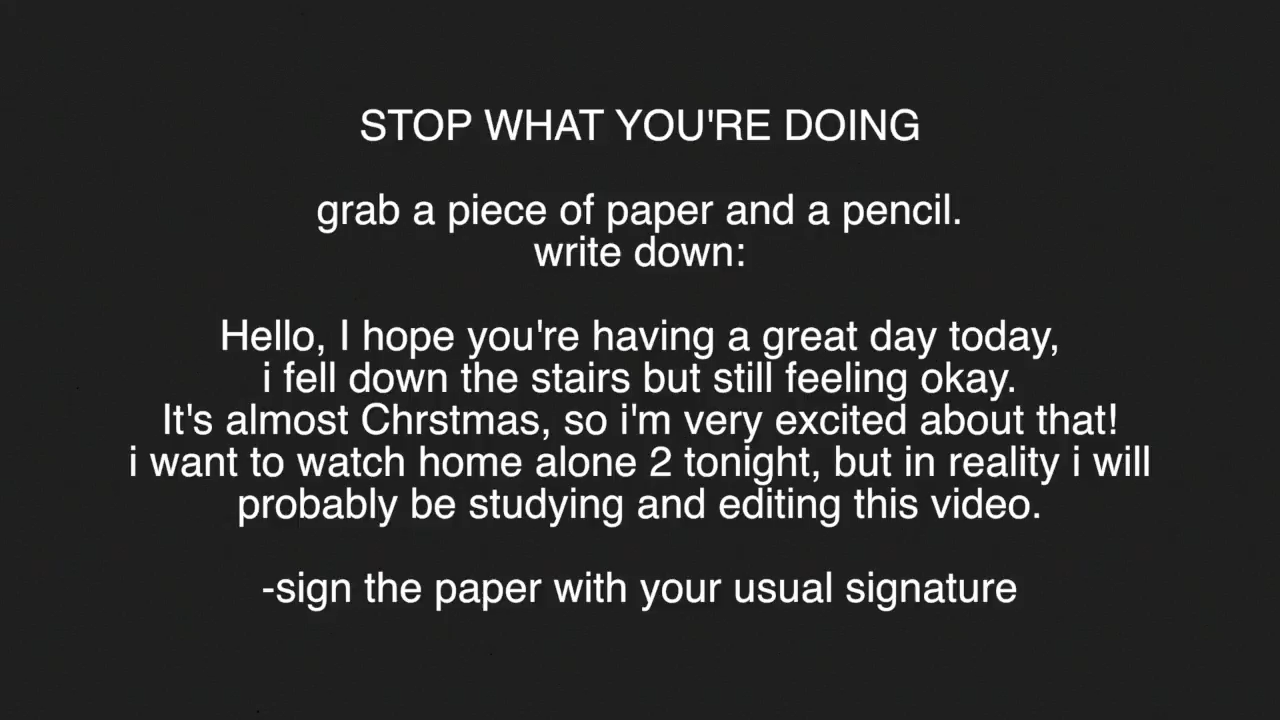 STOP WHAT YOU'RE DOING
grab a piece of paper and a pencil.
write down:
Hello, I hope you're having a great day today,
i fell down the stairs but still feeling okay.
It's almost Chrstmas, so i'm very excited about that!
i want to watch home alone 2 tonight, but in reality i will
probably be studying and editing this video.
-sign the paper with your usual signature